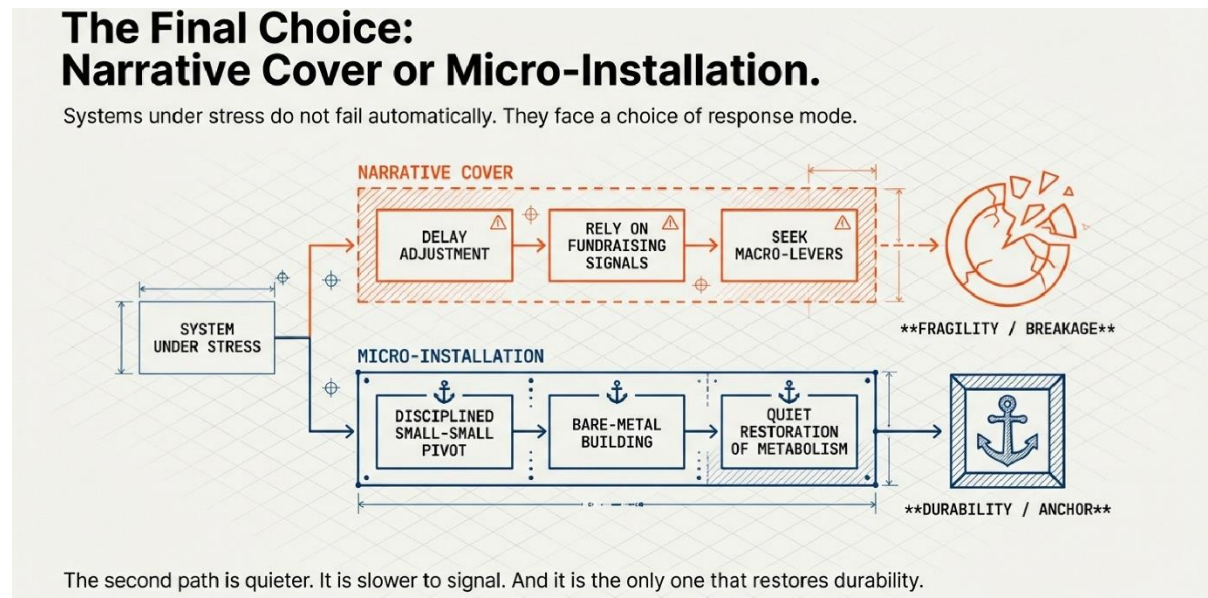 The Final Choice:
Narrative Cover or Micro-Installation.
Systems under stress do not fail automatically. They face a choice of response mode.
NARRATIVE COVER
DELAY
ADJUSTMENT
RELY ON
FUNDRAISING
SIGNALS
SEEK
MACRO-LEVERS
**FRAGILITY / BREAKAGE**
SYSTEM
UNDER STRESS
MICRO-INSTALLATION
DISCIPLINED
SMALL-SMALL
PIVOT
BARE-METAL
BUILDING
QUIET
RESTORATION
OF METABOLISM
**DURABILITY / ANCHOR**
The second path is quieter. It is slower to signal. And it is the only one that restores durability.